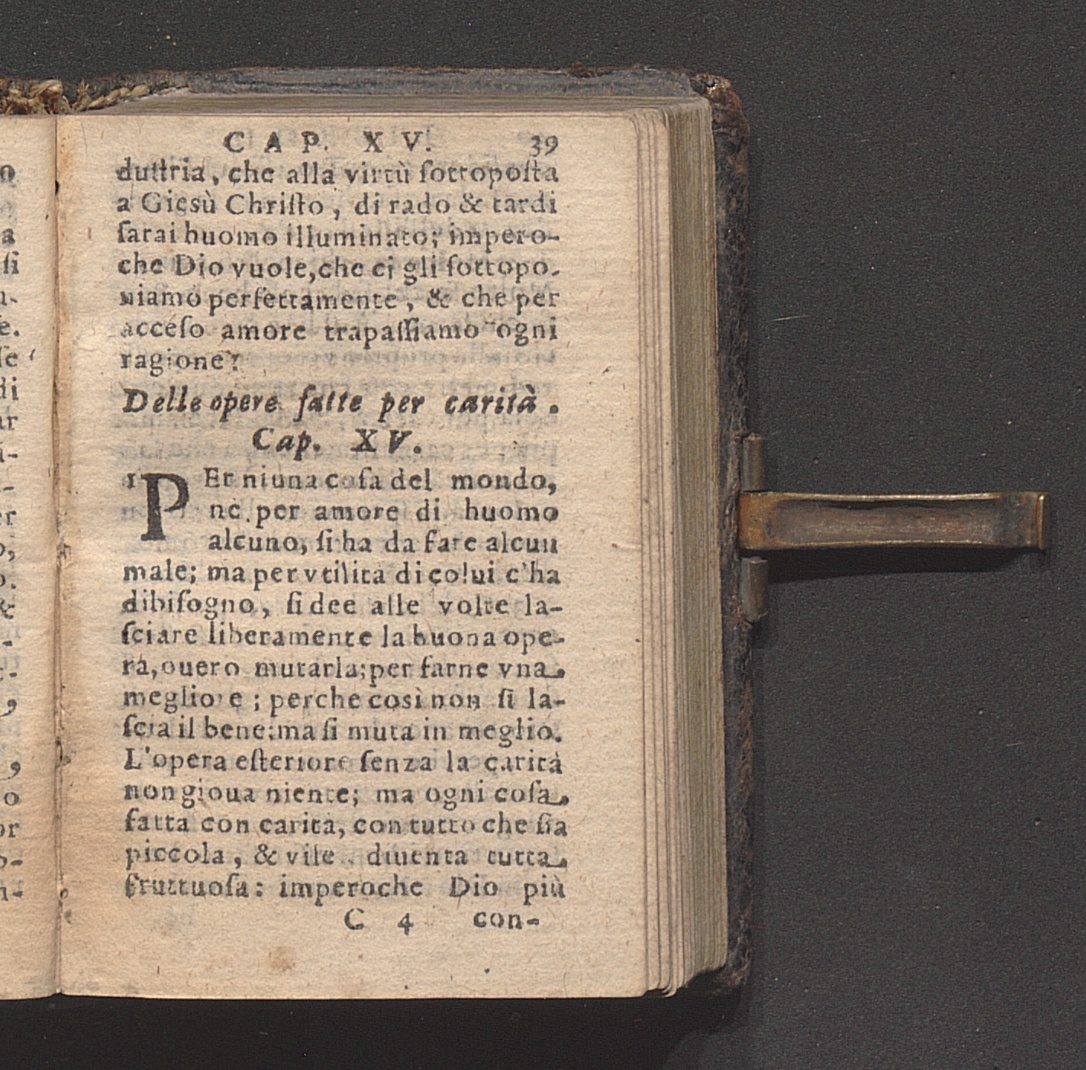 CAP. XV. 39
duſtria, che alla virtù ſottopoſta
a Gieſù Chriſto, di rado & tardi
ſarai huomo illuminato; impero-
che Dio vuole, che ci gli ſottopo-
niamo perfettamente, & che per
acceſo amore trapaſſiamo ogni
ragione.
Delle opere fatte per carità.
Cap. XV.
1 PEr niuna coſa del mondo,
ne per amore di huomo
alcuno, ſi ha da fare alcun
male; ma per vtilità di colui c'ha
dibiſogno, ſi dee alle volte la-
ſciare liberamente la buona ope-
ra, ouero mutarla; per farne vna
megliore; perche così non ſi la-
ſcia il bene: ma ſi muta in meglio.
L'opera eſteriore ſenza la carità
non gioua niente; ma ogni coſa
fatta con carità, con tutto che ſia
piccola, & vile, diuenta tutta
fruttuoſa: imperoche Dio più
C 4 con-